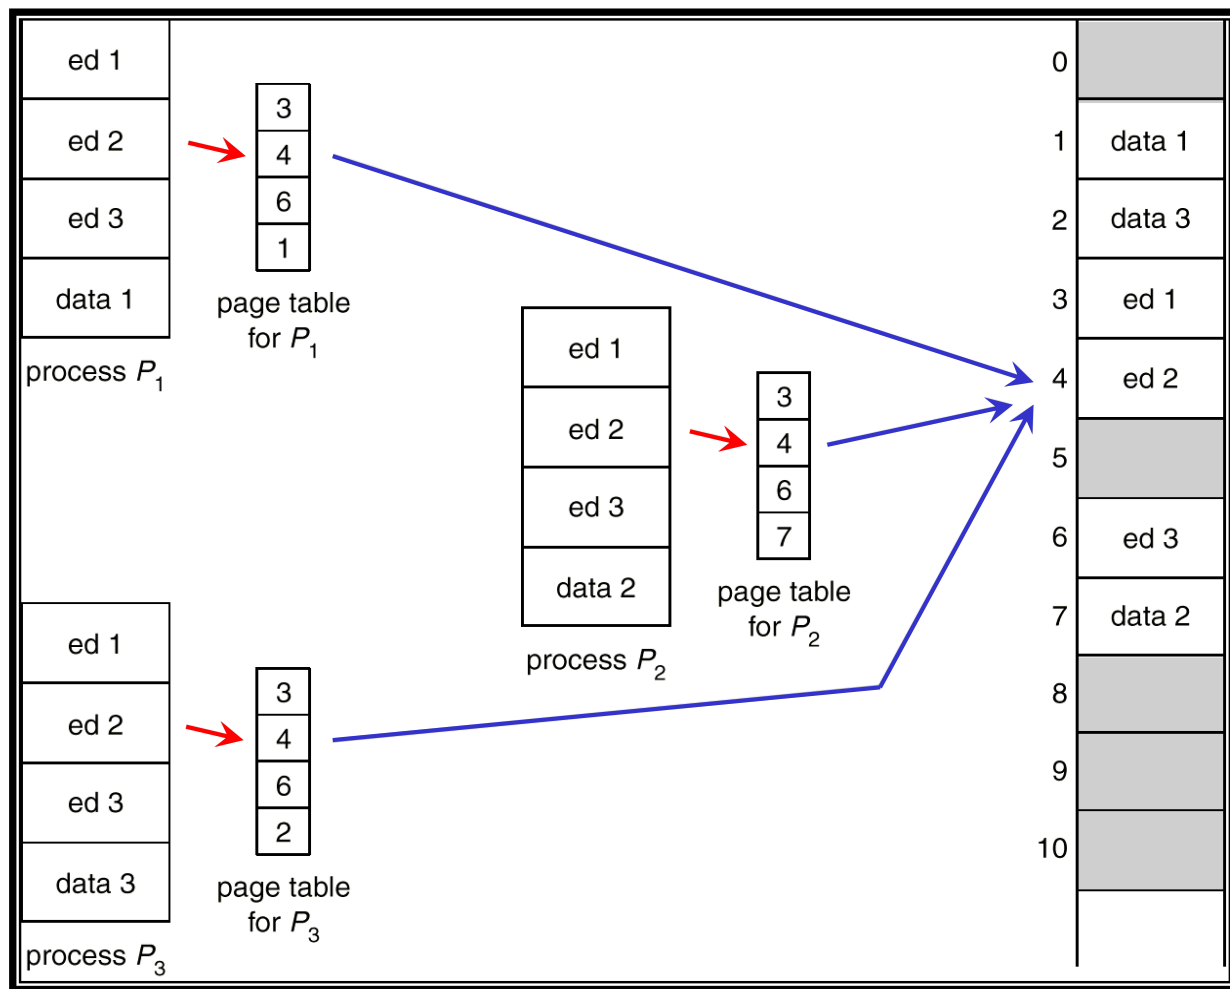 ed 1
ed 2
ed 3
data 1
process P1
3
4
6
1
page table
for P1
ed 1
ed 2
ed 3
data 2
process P2
3
4
6
7
page table
for P2
ed 1
ed 2
ed 3
data 3
process P3
3
4
6
2
page table
for P3
0
1 data 1
2 data 3
3 ed 1
4 ed 2
5
6 ed 3
7 data 2
8
9
10